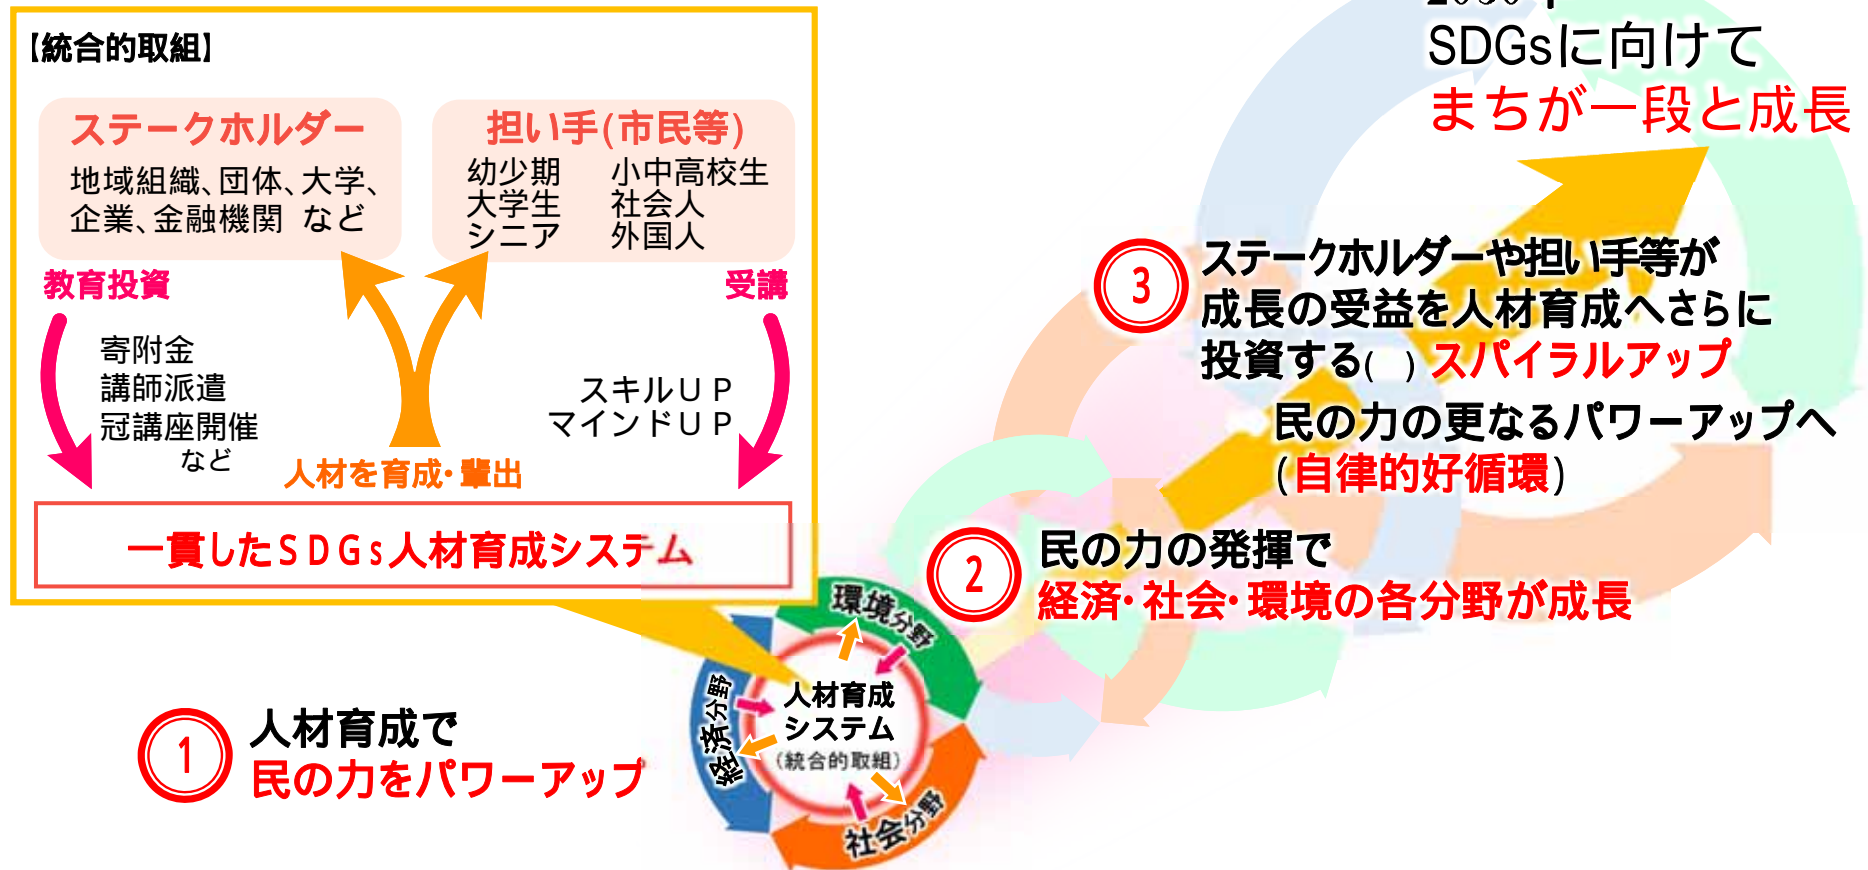 【統合的取組】
ステークホルダー
地域組織、団体、大学、
企業、金融機関 など
担い手(市民等)
幼少期 小中高校生
大学生 社会人
シニア 外国人
教育投資
受講
寄附金
講師派遣
冠講座開催
など
スキルUP
マインドUP
人材を育成・輩出
一貫したSDGs人材育成システム
SDGsに向けて
まちが一段と成長
3
ステークホルダーや担い手等が
成長の受益を人材育成へさらに
投資する( ) スパイラルアップ
民の力の更なるパワーアップへ
(自律的好循環)
2
民の力の発揮で
経済・社会・環境の各分野が成長
1
人材育成で
民の力をパワーアップ
環境分野
経済分野
社会分野
人材育成
システム
(統合的取組)